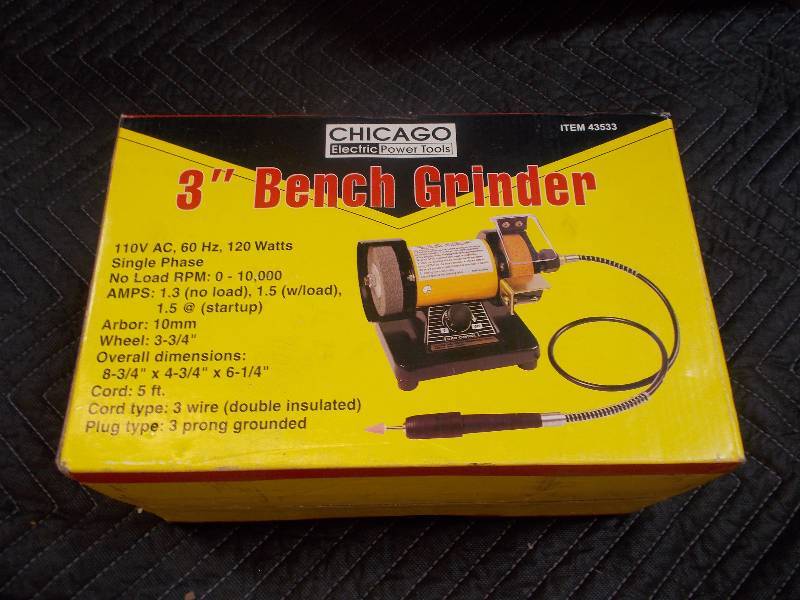 CHICAGO
Electric Power Tools
ITEM 43533
3" Bench Grinder
110V AC, 60 Hz, 120 Watts
Single Phase
No Load RPM: 0 - 10,000
AMPS: 1.3 (no load), 1.5 (w/load),
1.5 @ (startup)
Arbor: 10mm
Wheel: 3-3/4"
Overall dimensions:
8-3/4" x 4-3/4" x 6-1/4"
Cord: 5 ft.
Cord type: 3 wire (double insulated)
Plug type: 3 prong grounded